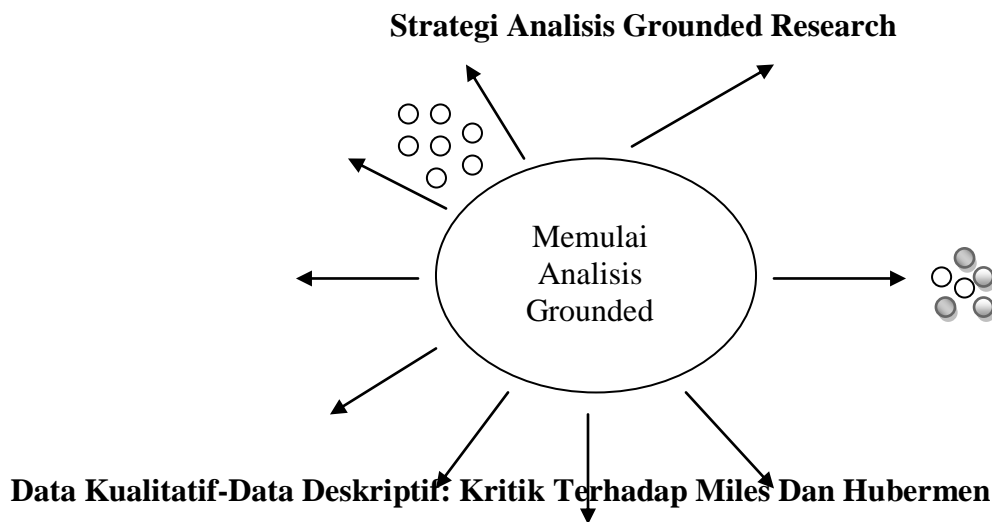 Strategi Analisis Grounded Research
Memulai
Analisis
Grounded
Data Kualitatif-Data Deskriptif: Kritik Terhadap Miles Dan Hubermen